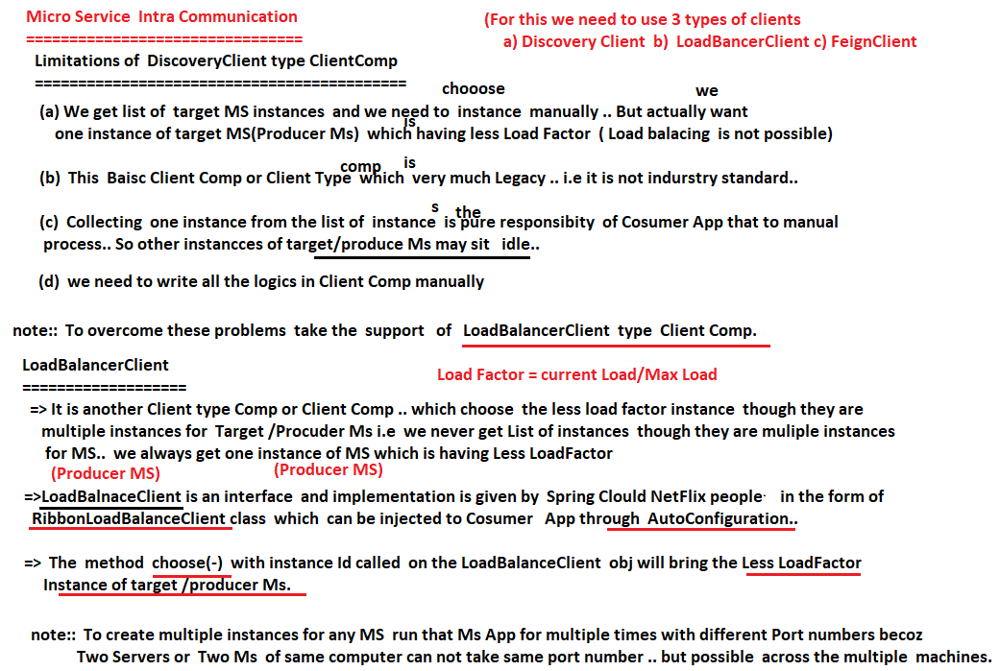 Micro Service  Intra Communication
(For this we need to use 3 types of clients
================================
a) Discovery Client  b)  LoadBancerClient c) FeignClient
Limitations of  DiscoveryClient type ClientComp
===========================================
chooose
we
(a) We get list of  target MS instances  and we need to  instance  manually .. But actually want
is
one instance of target MS(Producer Ms)  which having less Load Factor  ( Load balacing  is not possible)
comp
is
(b)  This  Baisc Client Comp or Client Type  which  very much Legacy .. i.e it is not indurstry standard..
s
the
(c)  Collecting  one instance from the list of  instance  is pure responsibity  of Cosumer App that to manual
process.. So other instancces of target/produce Ms may sit  idle..
(d)  we need to write all the logics in Client Comp manually
note::  To overcome these problems  take the  support  of  LoadBalancerClient  type  Client Comp.
LoadBalancerClient
Load Factor = current Load/Max Load
===================
=> It is another Client type Comp or Client Comp .. which choose  the less load factor instance  though they are
multiple instances for  Target /Procuder Ms i.e  we never get List of instances  though they are muliple instances
for MS..  we always get one instance of MS which is having Less LoadFactor
(Producer MS)
(Producer MS)
=>LoadBalnaceClient is an interface  and implementation is given by  Spring Clould NetFlix people  in the form of
RibbonLoadBalanceClient class  which  can be injected to Cosumer  App through  AutoConfiguration..
=>  The  method  choose(-)  with instance Id called  on the LoadBalanceClient  obj will bring the Less LoadFactor
Instance of target /producer Ms.
note::  To create multiple instances for any MS  run that Ms App for multiple times with different Port numbers becoz
Two Servers or  Two Ms  of same computer can not take same port number .. but possible  across the multiple  machines.